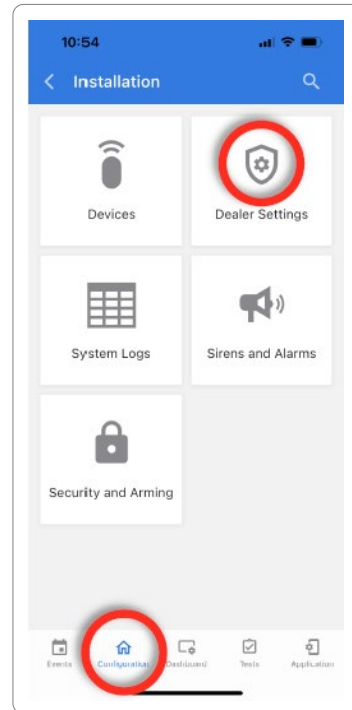 10:54
Installation
Devices
Dealer Settings
System Logs
Sirens and Alarms
Security and Arming
Events Configuration Dashboard Tests Application